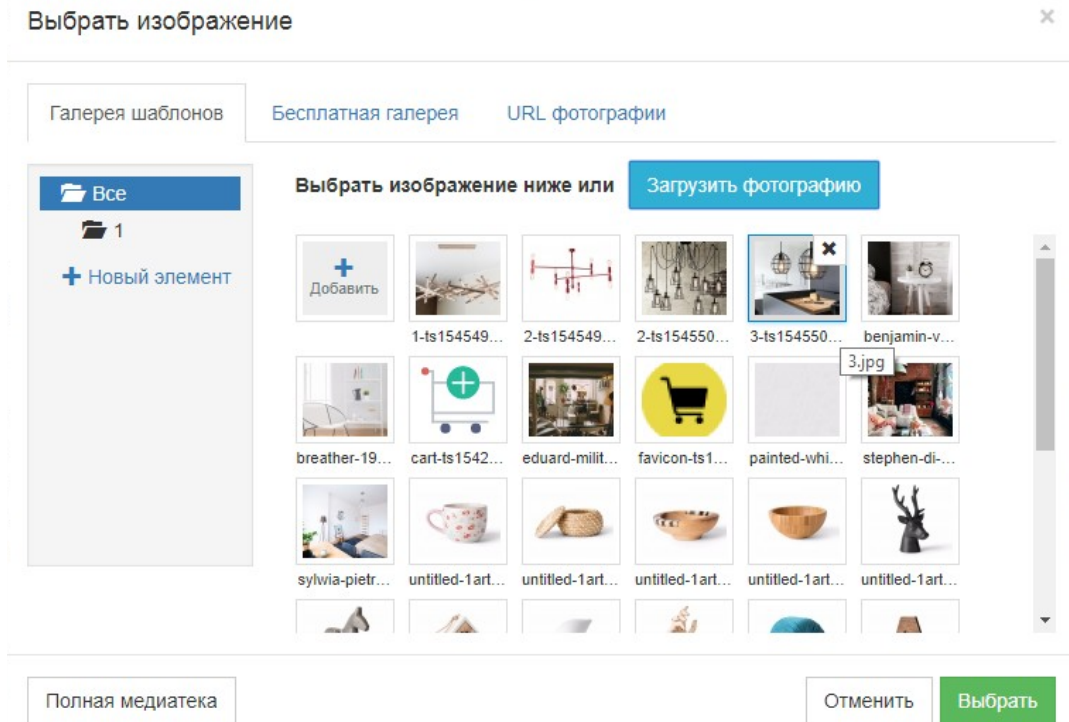 Выбрать изображение ×
Галерея шаблонов Бесплатная галерея URL фотографии
Все
1
Новый элемент
Выбрать изображение ниже или Загрузить фотографию
Добавить
1-ts154549... 2-ts154549... 2-ts154550... 3-ts154550... benjamin-v...
3.jpg
breather-19... cart-ts1542... eduard-milit... favicon-ts1... painted-whi... stephen-di-...
sylwia-pietr... untitled-1art... untitled-1art... untitled-1art... untitled-1art... untitled-1art...
Полная медиатека Отменить Выбрать